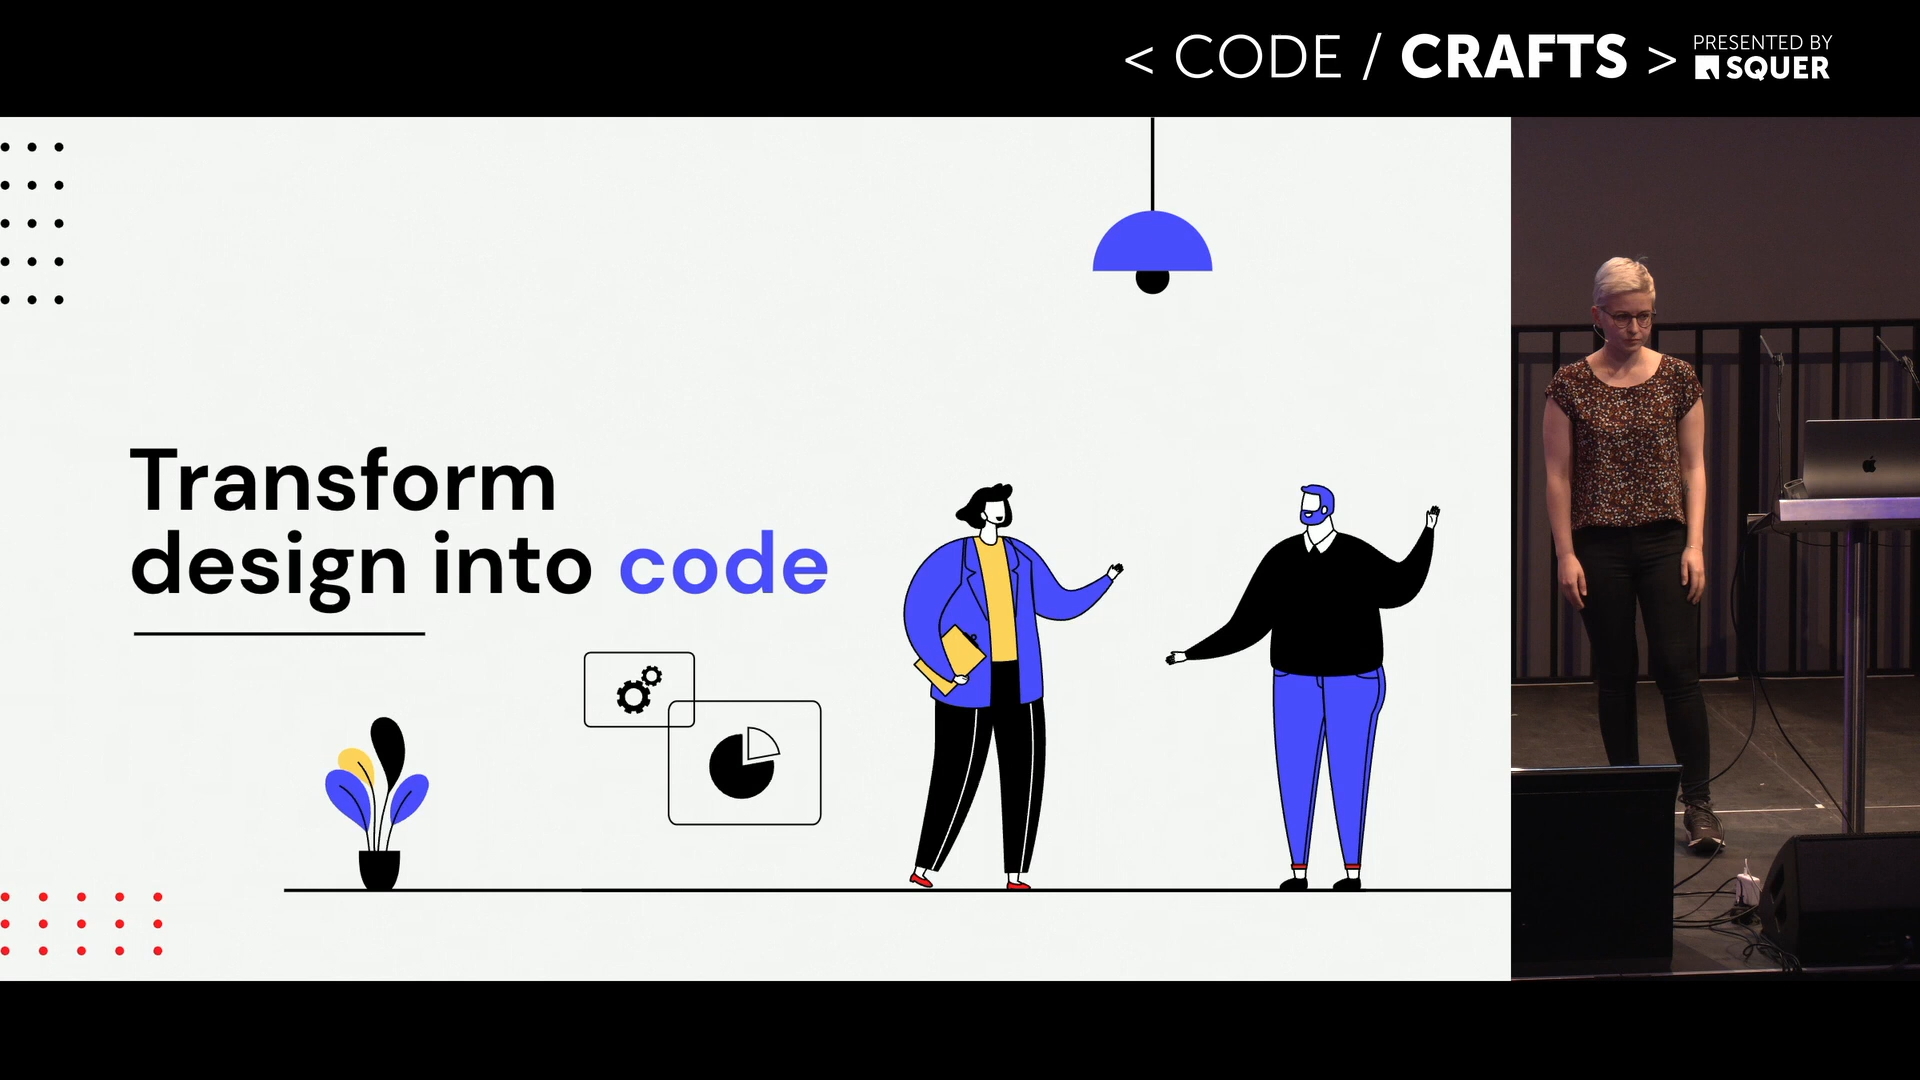 < CODE / CRAFTS >
PRESENTED BY
SQUER
Transform
design into code